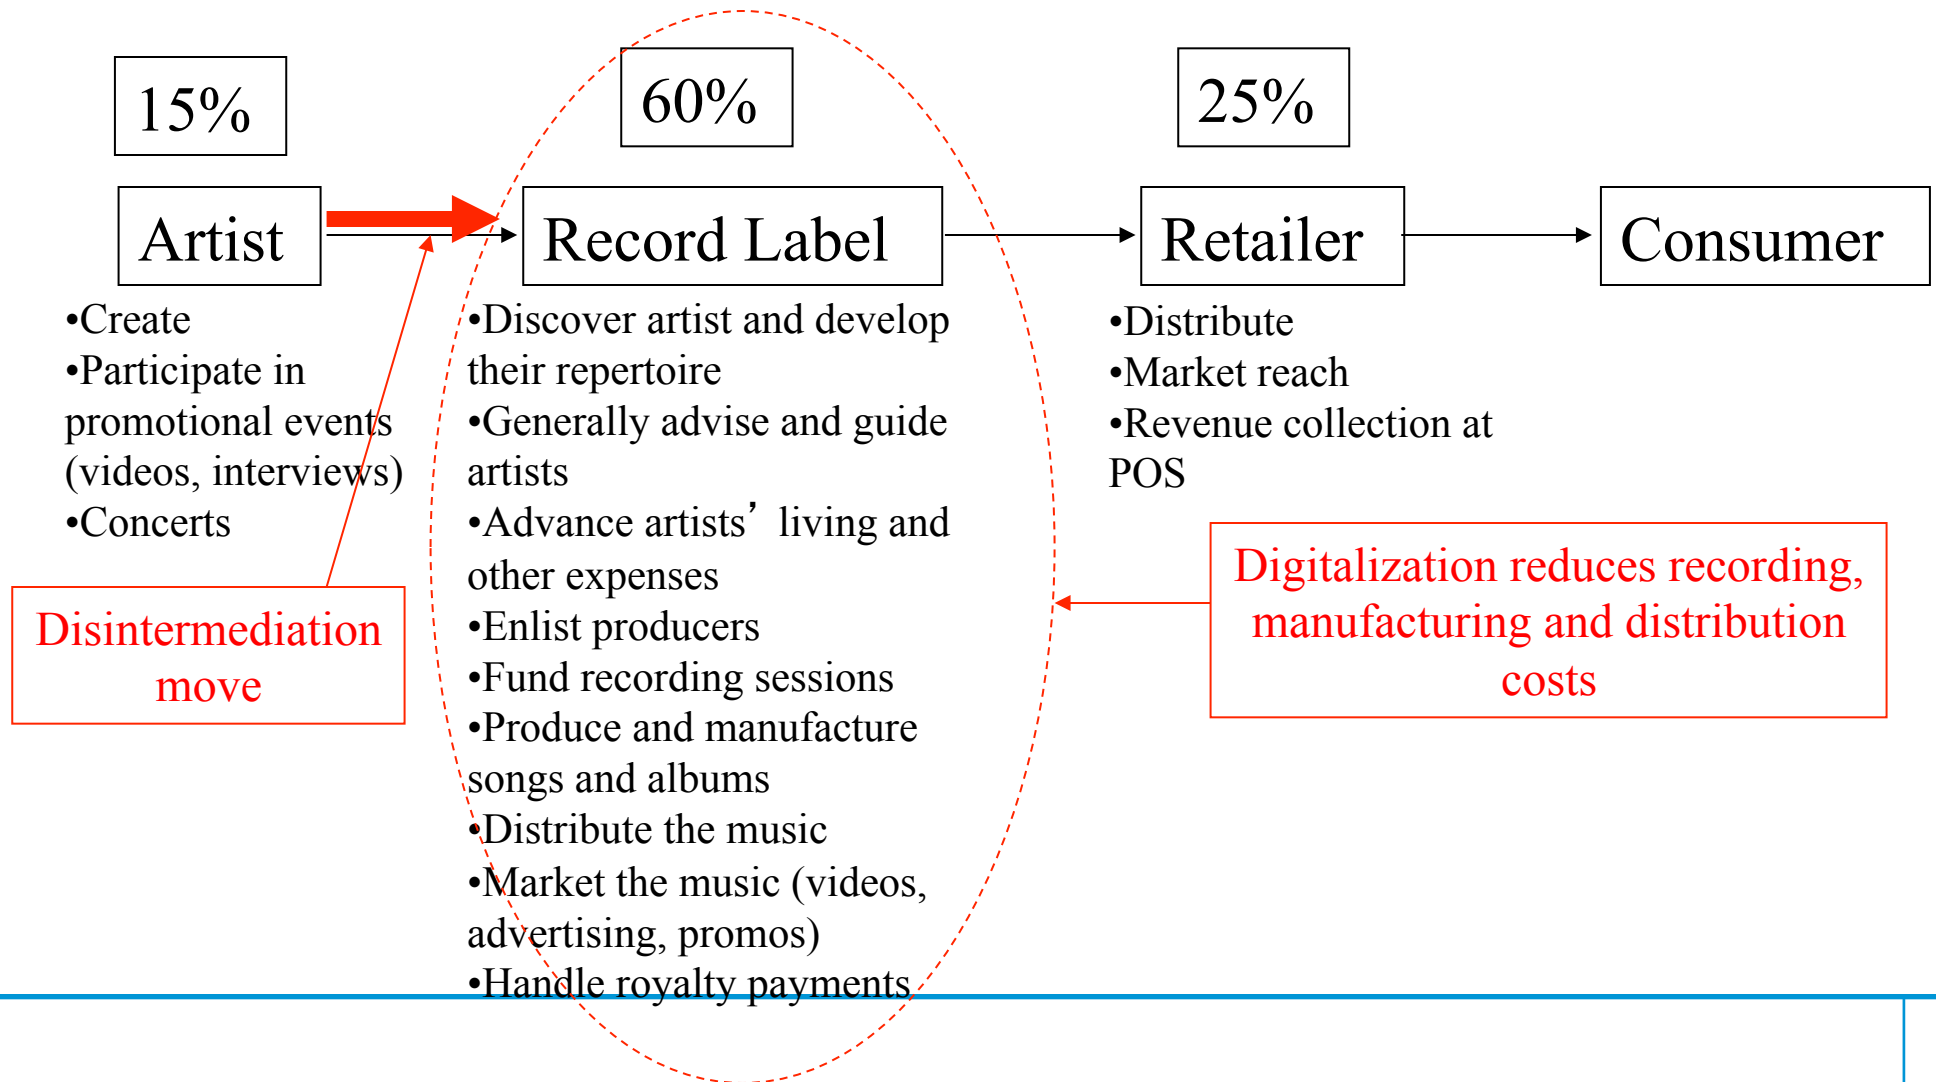 15%
60%
25%
Artist
Record Label
Retailer
Consumer
•Create
•Participate in
promotional events
(videos, interviews)
•Concerts
Disintermediation
move
•Discover artist and develop
their repertoire
•Generally advise and guide
artists
•Advance artists’ living and
other expenses
•Enlist producers
•Fund recording sessions
•Produce and manufacture
songs and albums
•Distribute the music
•Market the music (videos,
advertising, promos)
•Handle royalty payments
•Distribute
•Market reach
•Revenue collection at
POS
Digitalization reduces recording,
manufacturing and distribution
costs